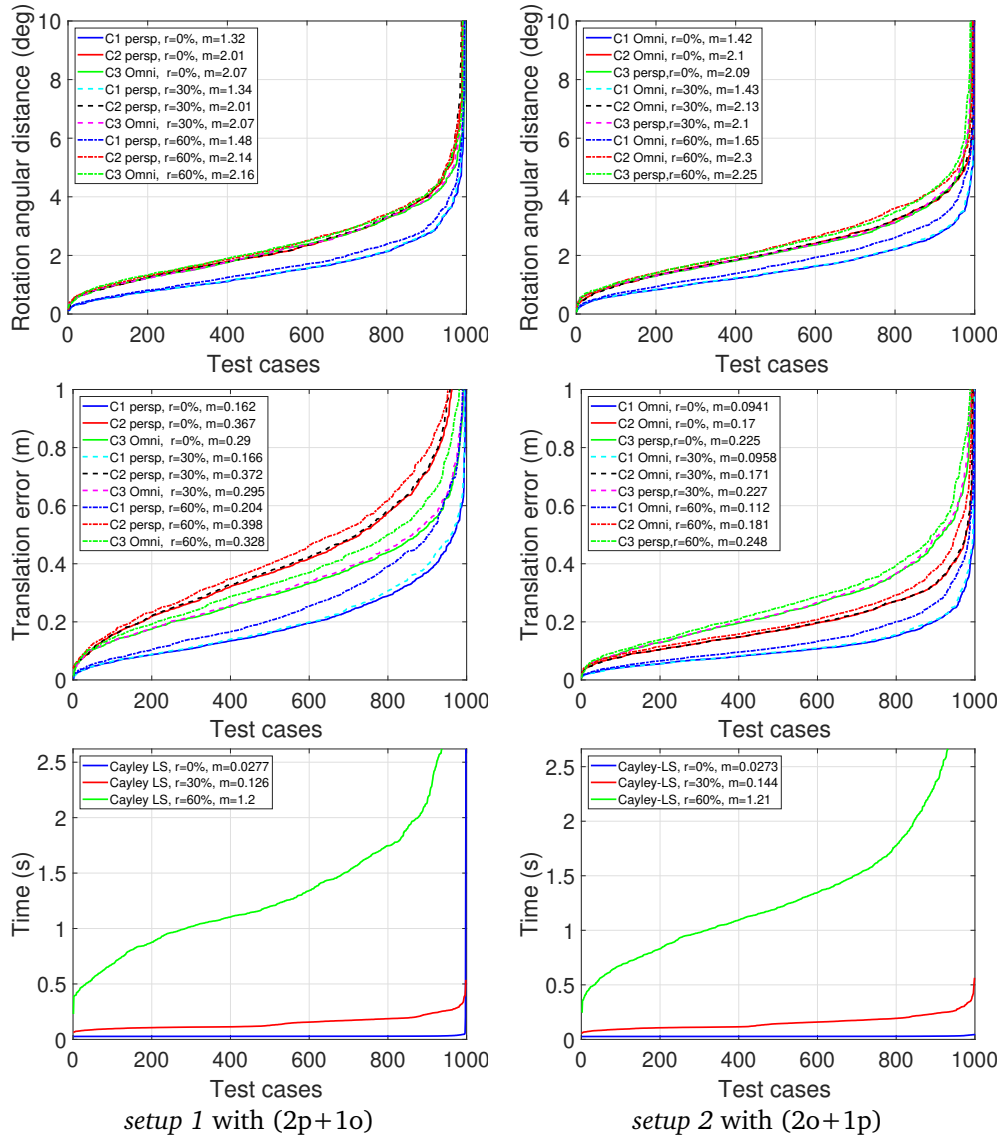 Rotation angular distance (deg)
10
8
6
4
2
0
C1 persp, r=0%, m=1.32
C2 persp, r=0%, m=2.01
C3 Omni, r=0%, m=2.07
C1 persp, r=30%, m=1.34
C2 persp, r=30%, m=2.01
C3 Omni, r=30%, m=2.07
C1 persp, r=60%, m=1.48
C2 persp, r=60%, m=2.14
C3 Omni, r=60%, m=2.16
0 200 400 600 800 1000
Test cases
Rotation angular distance (deg)
10
8
6
4
2
0
C1 Omni, r=0%, m=1.42
C2 Omni, r=0%, m=2.1
C3 persp,r=0%, m=2.09
C1 Omni, r=30%, m=1.43
C2 Omni, r=30%, m=2.13
C3 persp,r=30%, m=2.1
C1 Omni, r=60%, m=1.65
C2 Omni, r=60%, m=2.3
C3 persp,r=60%, m=2.25
0 200 400 600 800 1000
Test cases
Translation error (m)
1
0.8
0.6
0.4
0.2
0
C1 persp, r=0%, m=0.162
C2 persp, r=0%, m=0.367
C3 Omni, r=0%, m=0.29
C1 persp, r=30%, m=0.166
C2 persp, r=30%, m=0.372
C3 Omni, r=30%, m=0.295
C1 persp, r=60%, m=0.204
C2 persp, r=60%, m=0.398
C3 Omni, r=60%, m=0.328
0 200 400 600 800 1000
Test cases
Translation error (m)
1
0.8
0.6
0.4
0.2
0
C1 Omni, r=0%, m=0.0941
C2 Omni, r=0%, m=0.17
C3 persp,r=0%, m=0.225
C1 Omni, r=30%, m=0.0958
C2 Omni, r=30%, m=0.171
C3 persp,r=30%, m=0.227
C1 Omni, r=60%, m=0.112
C2 Omni, r=60%, m=0.181
C3 persp,r=60%, m=0.248
0 200 400 600 800 1000
Test cases
Time (s)
2.5
2
1.5
1
0.5
0
Cayley LS, r=0%, m=0.0277
Cayley LS, r=30%, m=0.126
Cayley LS, r=60%, m=1.2
0 200 400 600 800 1000
Test cases
setup 1 with (2p+1o)
Time (s)
2.5
2
1.5
1
0.5
0
Cayley-LS, r=0%, m=0.0273
Cayley-LS, r=30%, m=0.144
Cayley-LS, r=60%, m=1.21
0 200 400 600 800 1000
Test cases
setup 2 with (2o+1p)